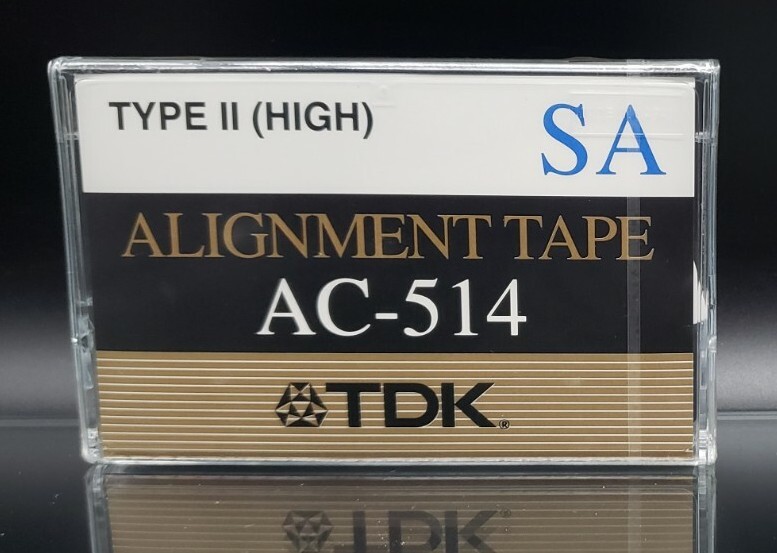 TYPE II (HIGH)
SA
ALIGNMENT TAPE
AC-514
TDK®